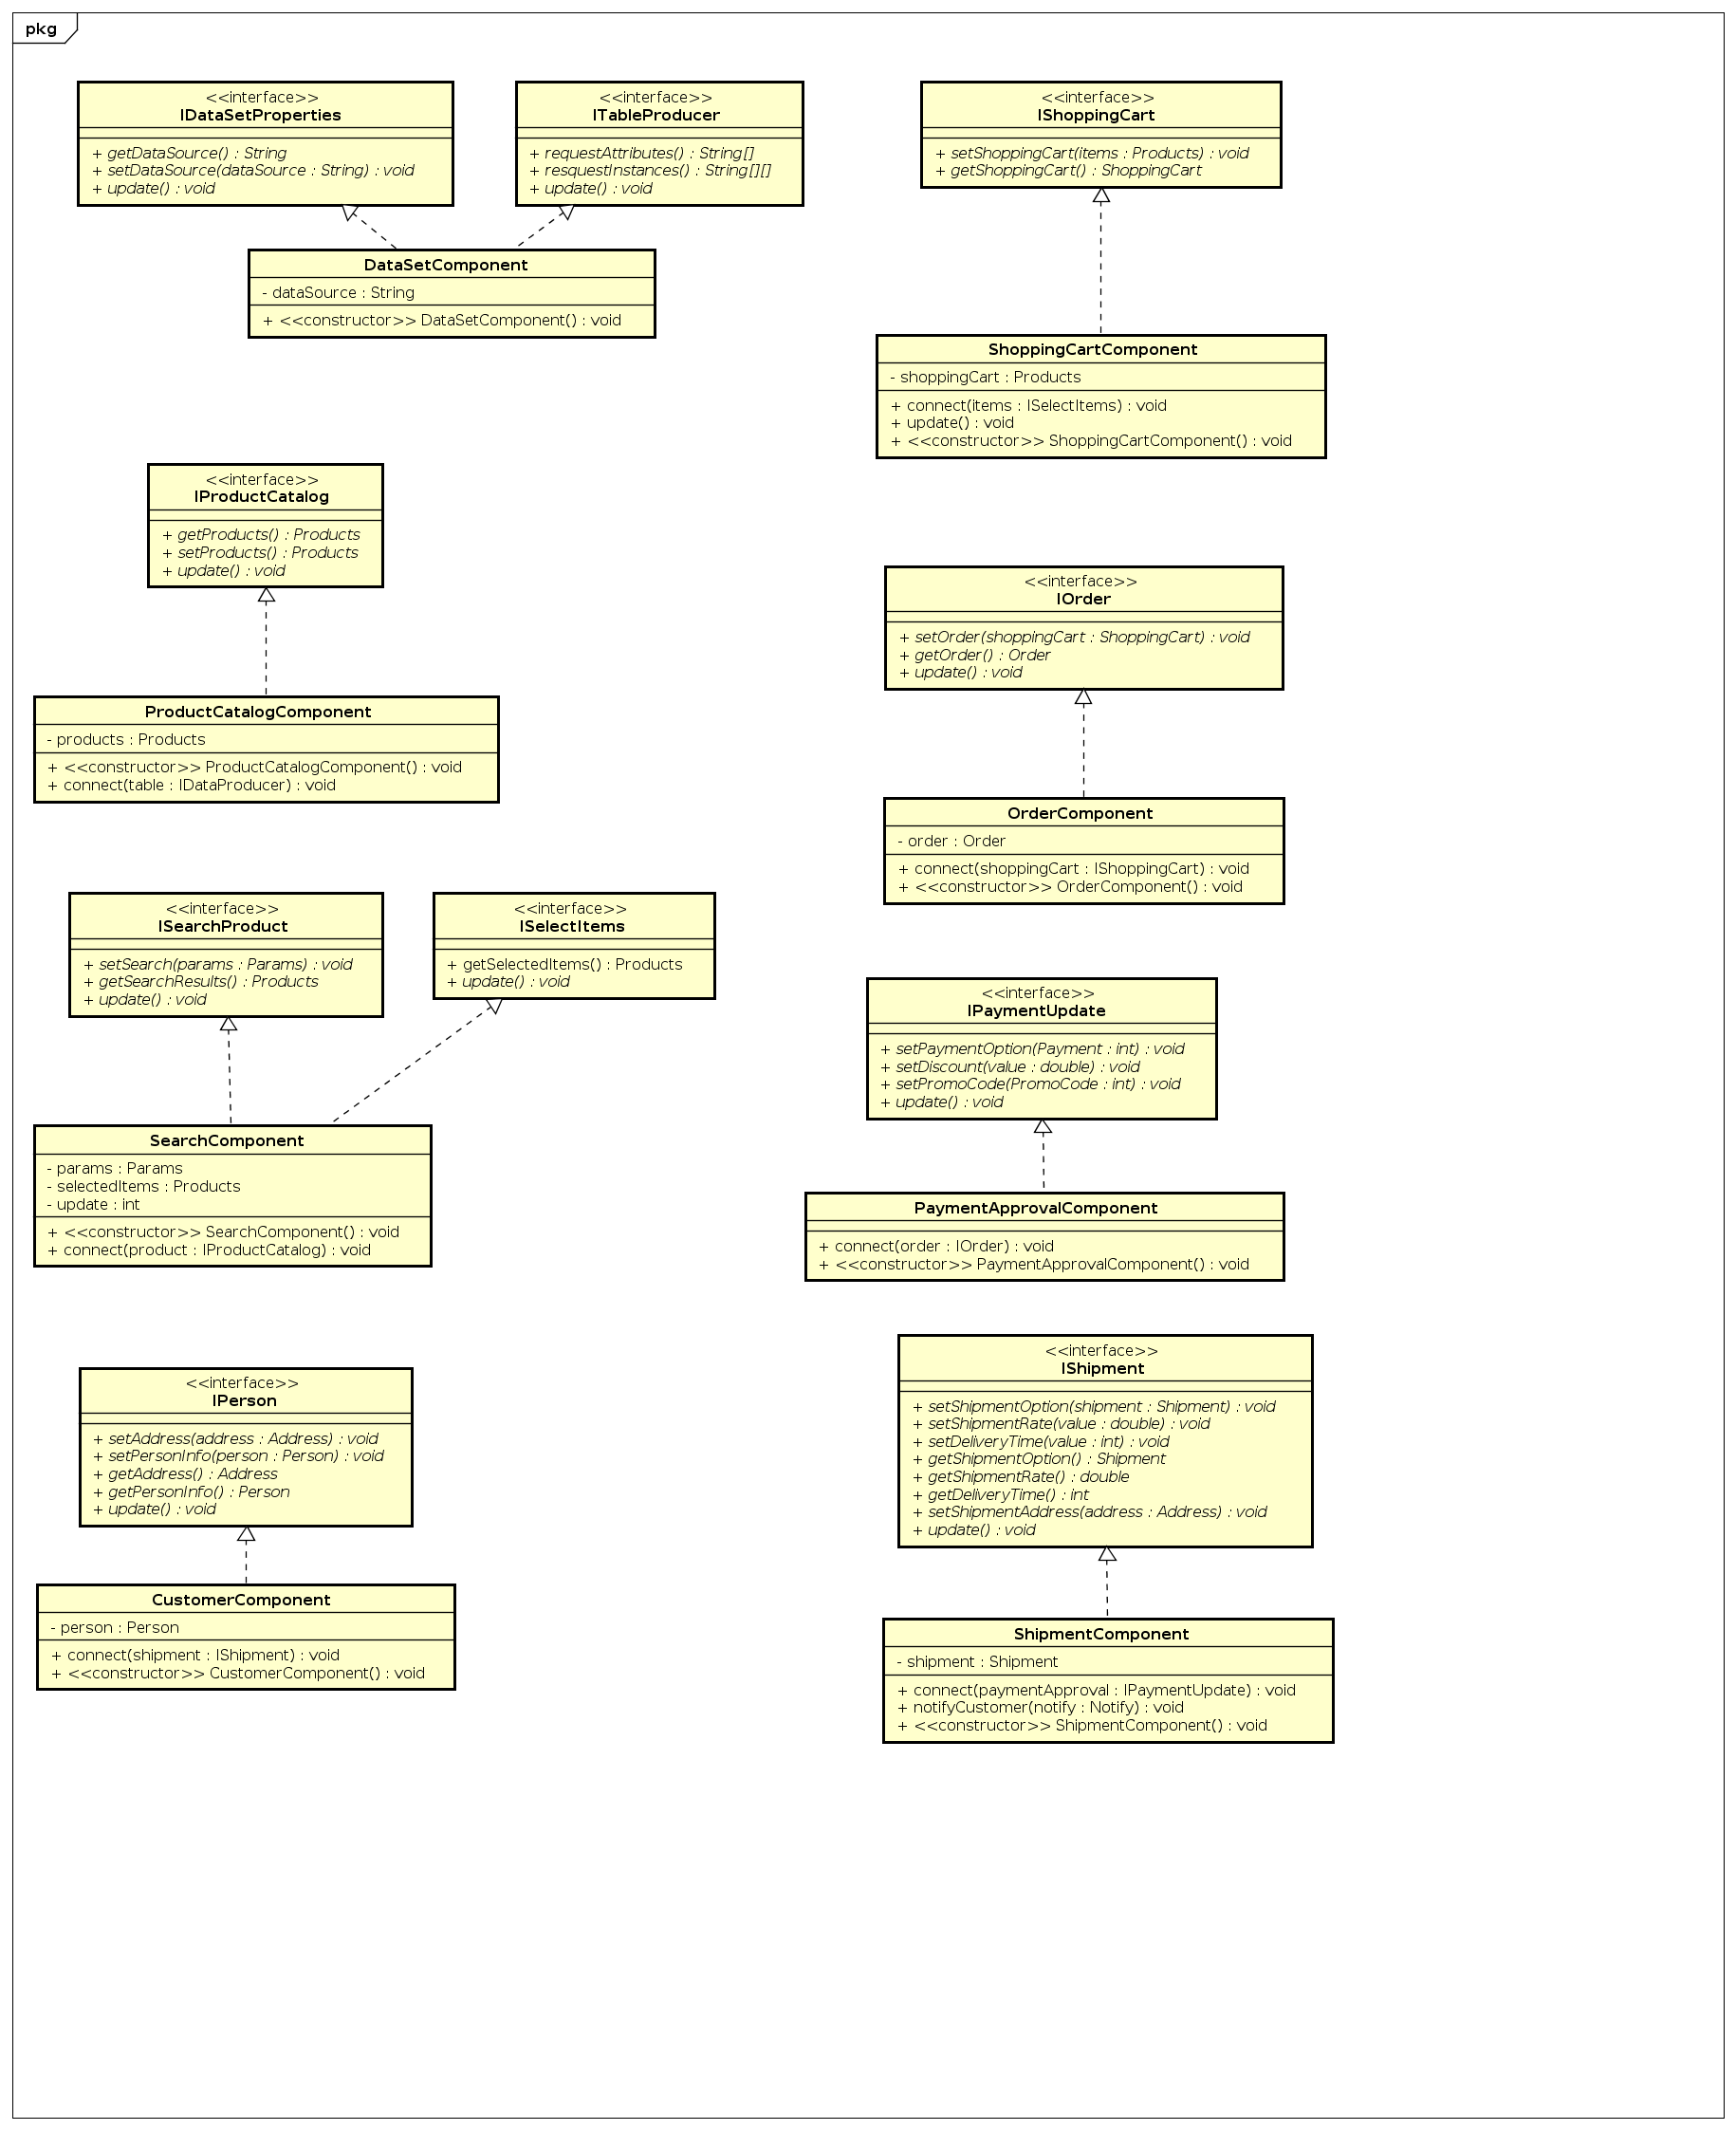 pkg
<<interface>>
IDataSetProperties
+ getDataSource() : String
+ setDataSource(dataSource : String) : void
+ update() : void
<<interface>>
ITableProducer
+ requestAttributes() : String[]
+ resquestInstances() : String[][]
+ update() : void
DataSetComponent
- dataSource : String
+ <<constructor>> DataSetComponent() : void
<<interface>>
IShoppingCart
+ setShoppingCart(items : Products) : void
+ getShoppingCart() : ShoppingCart
ShoppingCartComponent
- shoppingCart : Products
+ connect(items : ISelectItems) : void
+ update() : void
+ <<constructor>> ShoppingCartComponent() : void
<<interface>>
IProductCatalog
+ getProducts() : Products
+ setProducts() : Products
+ update() : void
ProductCatalogComponent
- products : Products
+ <<constructor>> ProductCatalogComponent() : void
+ connect(table : IDataProducer) : void
<<interface>>
IOrder
+ setOrder(shoppingCart : ShoppingCart) : void
+ getOrder() : Order
+ update() : void
OrderComponent
- order : Order
+ connect(shoppingCart : IShoppingCart) : void
+ <<constructor>> OrderComponent() : void
<<interface>>
ISearchProduct
+ setSearch(params : Params) : void
+ getSearchResults() : Products
+ update() : void
<<interface>>
ISelectItems
+ getSelectedItems() : Products
+ update() : void
SearchComponent
- params : Params
- selectedItems : Products
- update : int
+ <<constructor>> SearchComponent() : void
+ connect(product : IProductCatalog) : void
<<interface>>
IPaymentUpdate
+ setPaymentOption(Payment : int) : void
+ setDiscount(value : double) : void
+ setPromoCode(PromoCode : int) : void
+ update() : void
PaymentApprovalComponent
+ connect(order : IOrder) : void
+ <<constructor>> PaymentApprovalComponent() : void
<<interface>>
IPerson
+ setAddress(address : Address) : void
+ setPersonInfo(person : Person) : void
+ getAddress() : Address
+ getPersonInfo() : Person
+ update() : void
CustomerComponent
- person : Person
+ connect(shipment : IShipment) : void
+ <<constructor>> CustomerComponent() : void
<<interface>>
IShipment
+ setShipmentOption(shipment : Shipment) : void
+ setShipmentRate(value : double) : void
+ setDeliveryTime(value : int) : void
+ getShipmentOption() : Shipment
+ getShipmentRate() : double
+ getDeliveryTime() : int
+ setShipmentAddress(address : Address) : void
+ update() : void
ShipmentComponent
- shipment : Shipment
+ connect(paymentApproval : IPaymentUpdate) : void
+ notifyCustomer(notify : Notify) : void
+ <<constructor>> ShipmentComponent() : void